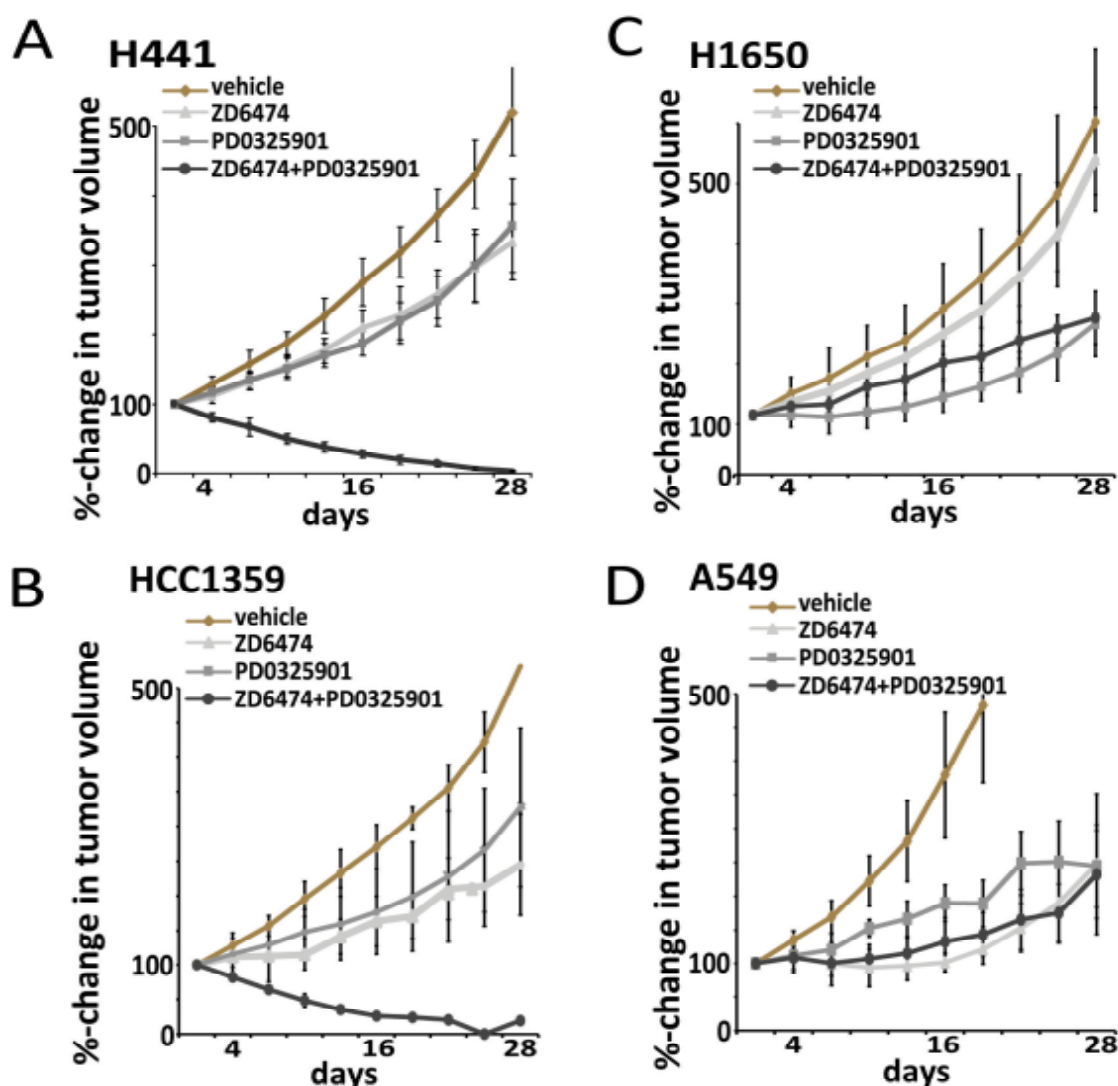 A
H441
vehicle
ZD6474
PD0325901
ZD6474+PD0325901
%-change in tumor volume
500
100
0
4 16 28
days
C
H1650
vehicle
ZD6474
PD0325901
ZD6474+PD0325901
%-change in tumor volume
500
100
0
4 16 28
days
B
HCC1359
vehicle
ZD6474
PD0325901
ZD6474+PD0325901
%-change in tumor volume
500
100
0
4 16 28
days
D
A549
vehicle
ZD6474
PD0325901
ZD6474+PD0325901
%-change in tumor volume
500
100
0
4 16 28
days